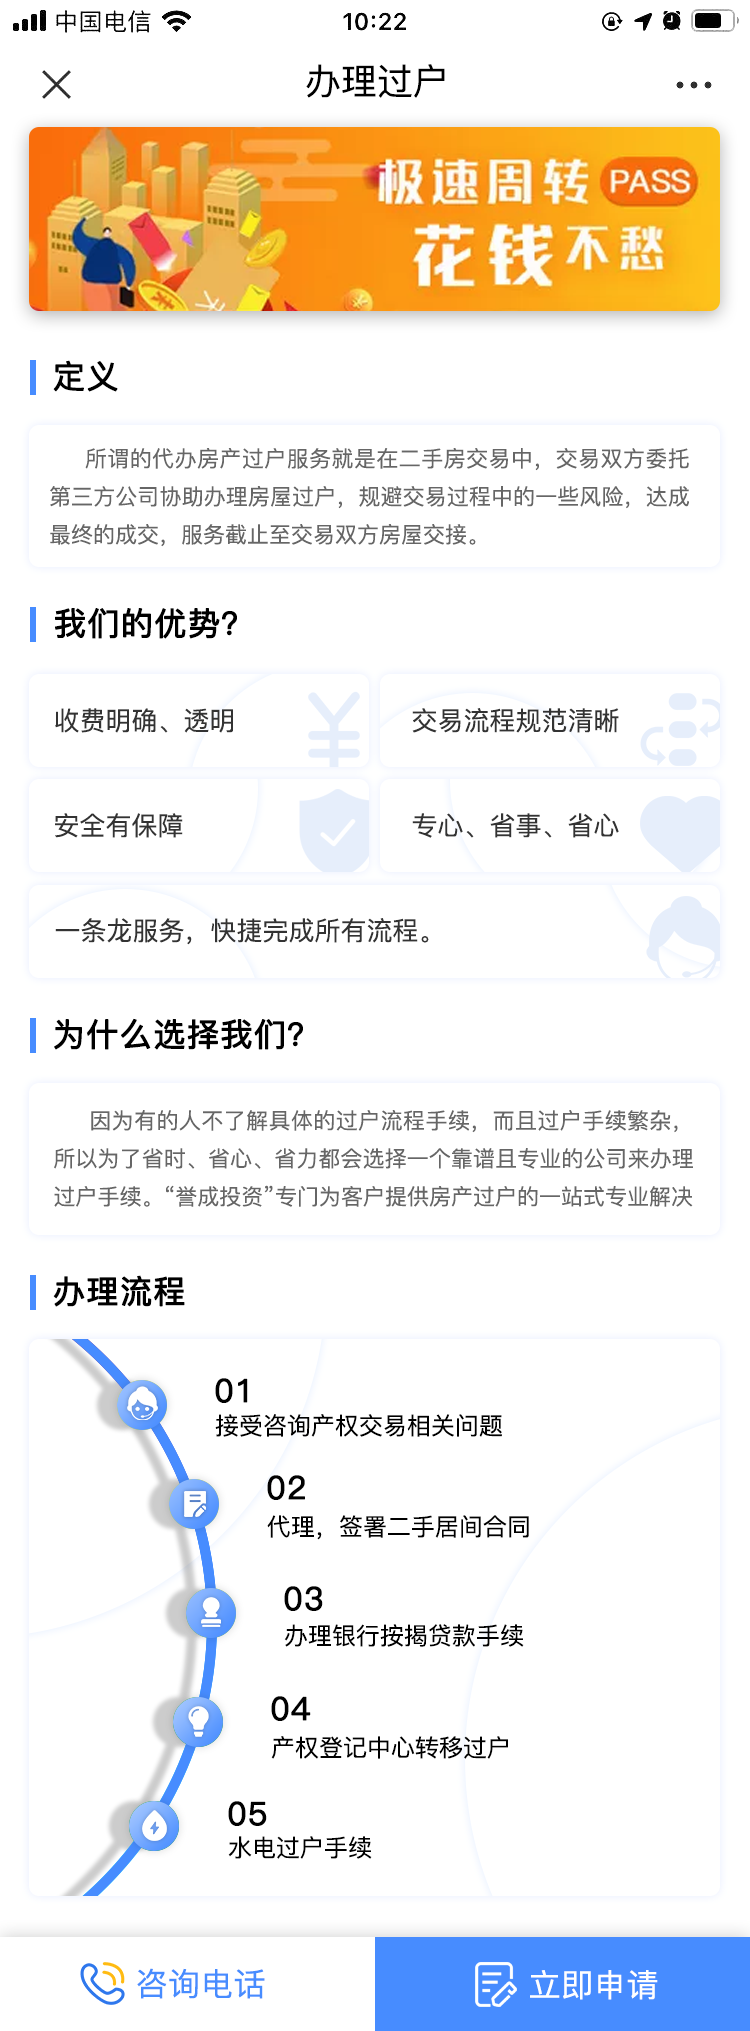 中国电信
10:22
办理过户
极速周转 PASS
花钱不愁
定义
所谓的代办房产过户服务就是在二手房交易中，交易双方委托
第三方公司协助办理房屋过户，规避交易过程中的一些风险，达成
最终的成交，服务截止至交易双方房屋交接。
我们的优势?
收费明确、透明
交易流程规范清晰
安全有保障
专心、省事、省心
一条龙服务，快捷完成所有流程。
为什么选择我们?
因为有的人不了解具体的过户流程手续，而且过户手续繁杂，
所以为了省时、省心、省力都会选择一个靠谱且专业的公司来办理
过户手续。“誉成投资”专门为客户提供房产过户的一站式专业解决
办理流程
01
接受咨询产权交易相关问题
02
代理，签署二手居间合同
03
办理银行按揭贷款手续
04
产权登记中心转移过户
05
水电过户手续
咨询电话
立即申请